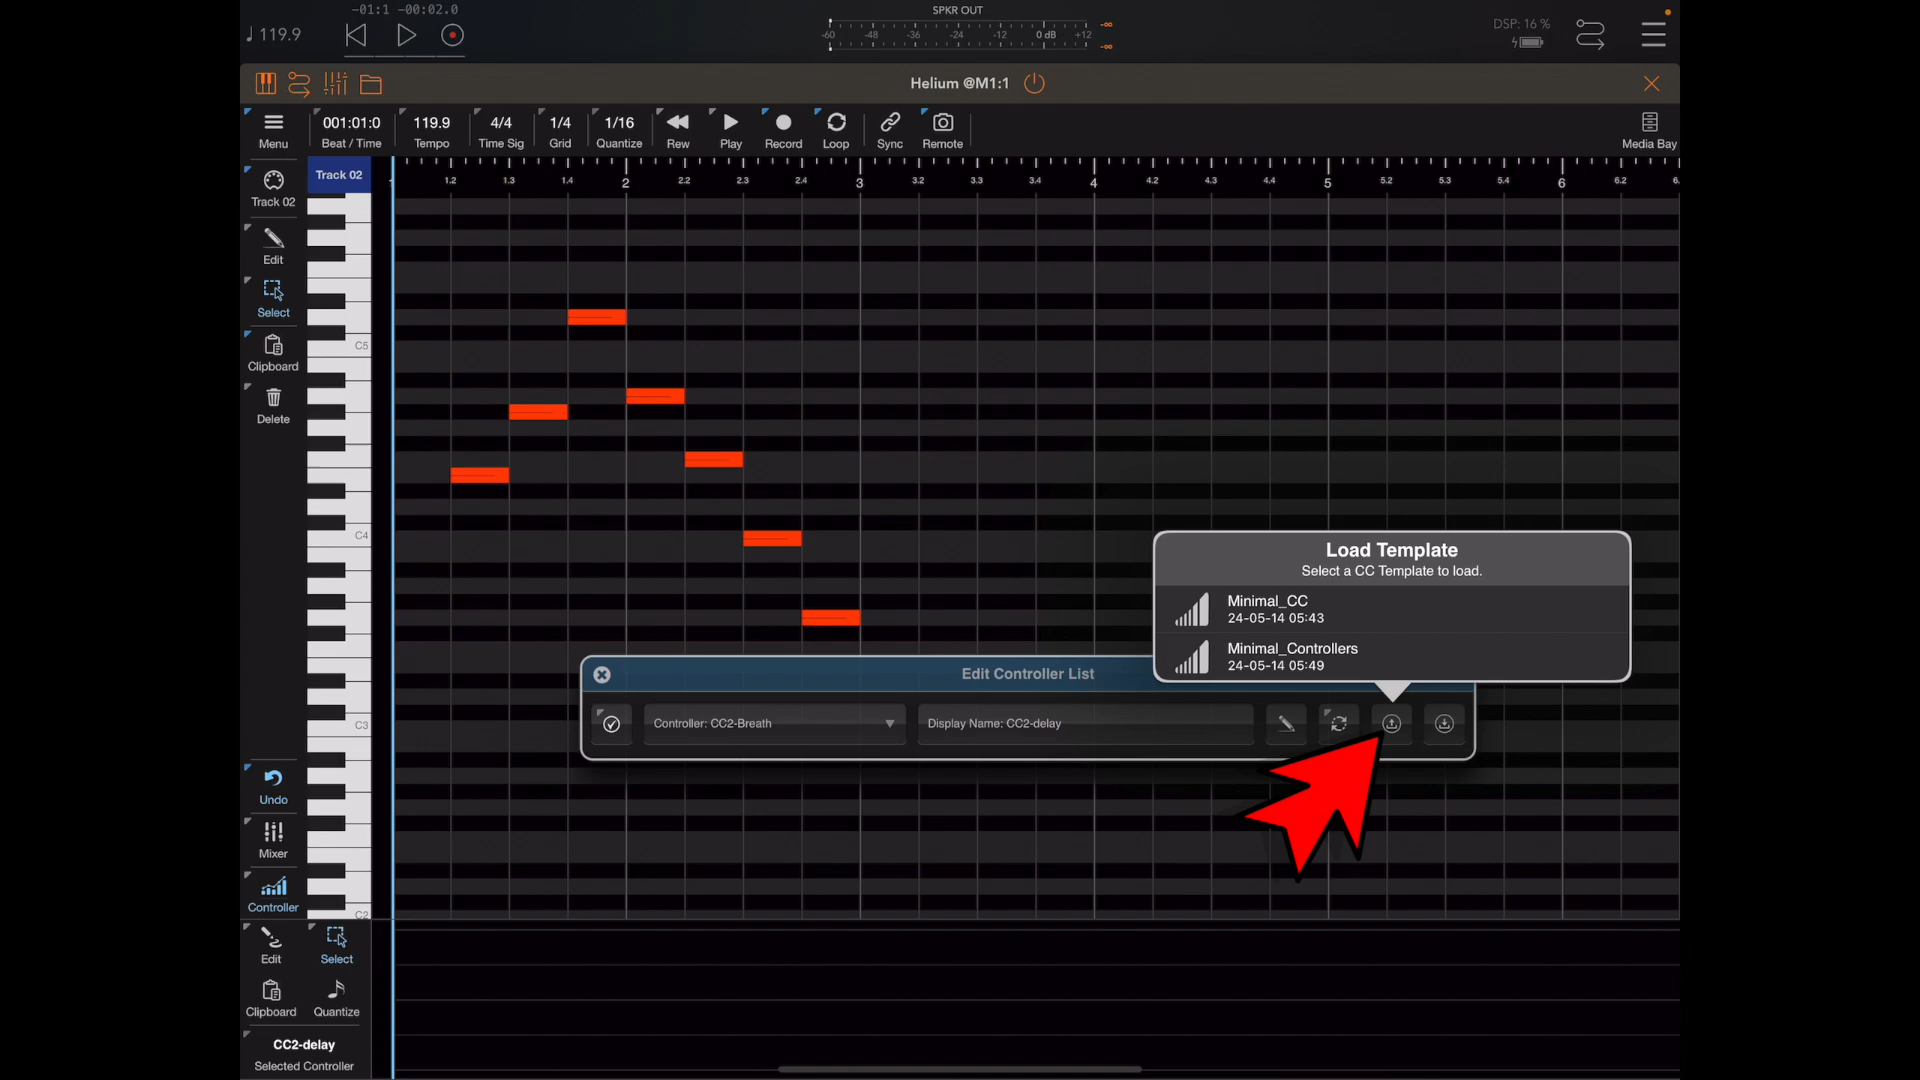 -01:1 -00:02.0
SPKR OUT
♩ 119.9
-60 -48 -36 -24 -12 0 dB +12
-∞
-∞
DSP: 16 %
Helium @M1:1
Menu
001:01:0
Beat / Time
119.9
Tempo
4/4
Time Sig
1/4
Grid
1/16
Quantize
Rew
Play
Record
Loop
Sync
Remote
Media Bay
Track 02
1.2 1.3 1.4 2 2.2 2.3 2.4 3 3.2 3.3 3.4 4 4.2 4.3 4.4 5 5.2 5.3 5.4 6 6.2 6.
Track 02
Edit
Select
C5
Clipboard
Delete
C4
C3
C2
Load Template
Select a CC Template to load.
Minimal_CC
24-05-14 05:43
Minimal_Controllers
24-05-14 05:49
Edit Controller List
Controller: CC2-Breath
Display Name: CC2-delay
Undo
Mixer
Controller
Edit
Select
Clipboard
Quantize
CC2-delay
Selected Controller